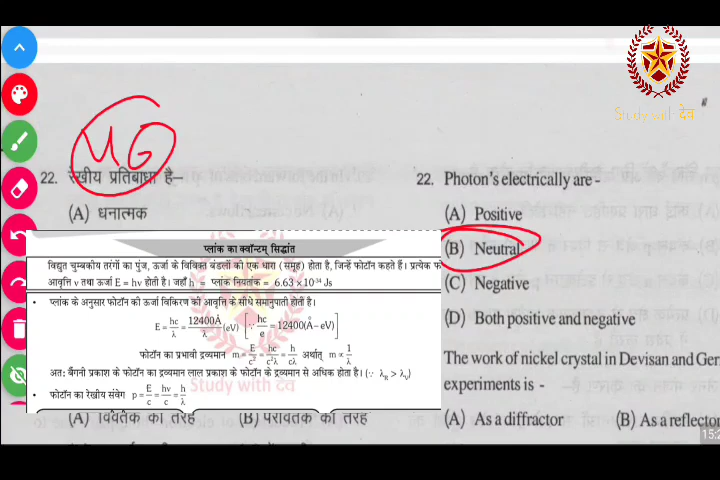 Study with देव
UG
22. रेखीय प्रतिबाधा है–
(A) धनात्मक
प्लांक का क्वॉन्टम् सिद्धांत
विद्युत चुम्बकीय तरंगों का पुंज, ऊर्जा के विविक्त बंडलों की एक धारा (समूह) होता है, जिन्हें फोटॉन कहते हैं। प्रत्येक फो
आवृत्ति ν तथा ऊर्जा E = hν होती है। जहाँ h = प्लांक नियतांक = 6.63×10⁻³⁴ Js
• प्लांक के अनुसार फोटॉन की ऊर्जा विकिरण की आवृत्ति के सीधे समानुपाती होती है।
E = hc/λ = 12400Å/λ (eV) [hc/e = 12400(Å–eV)]
फोटॉन का प्रभावी द्रव्यमान m = E/c² = hc/c²λ = h/cλ अर्थात् m ∝ 1/λ
अतः बैंगनी प्रकाश के फोटॉन का द्रव्यमान लाल प्रकाश के फोटॉन के द्रव्यमान से अधिक होता है। (∵ λR > λv)
Study with देव
• फोटॉन का रेखीय संवेग p = E/c = hν/c = h/λ
(A) विवर्तक की तरह (B) परावर्तक की तरह
22. Photon's electrically are -
(A) Positive
(B) Neutral
(C) Negative
(D) Both positive and negative
The work of nickel crystal in Devisan and Ger
experiments is -
(A) As a diffractor (B) As a reflector
15:2